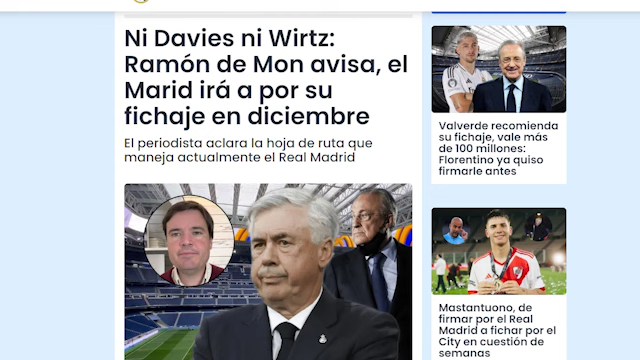 Ni Davies ni Wirtz:
Ramón de Mon avisa, el
Marid irá a por su
fichaje en diciembre
El periodista aclara la hoja de ruta que
maneja actualmente el Real Madrid
Valverde recomienda
su fichaje, vale más
de 100 millones:
Florentino ya quiso
firmarle antes
Mastantuono, de
firmar por el Real
Madrid a fichar por el
City en cuestión de
semanas